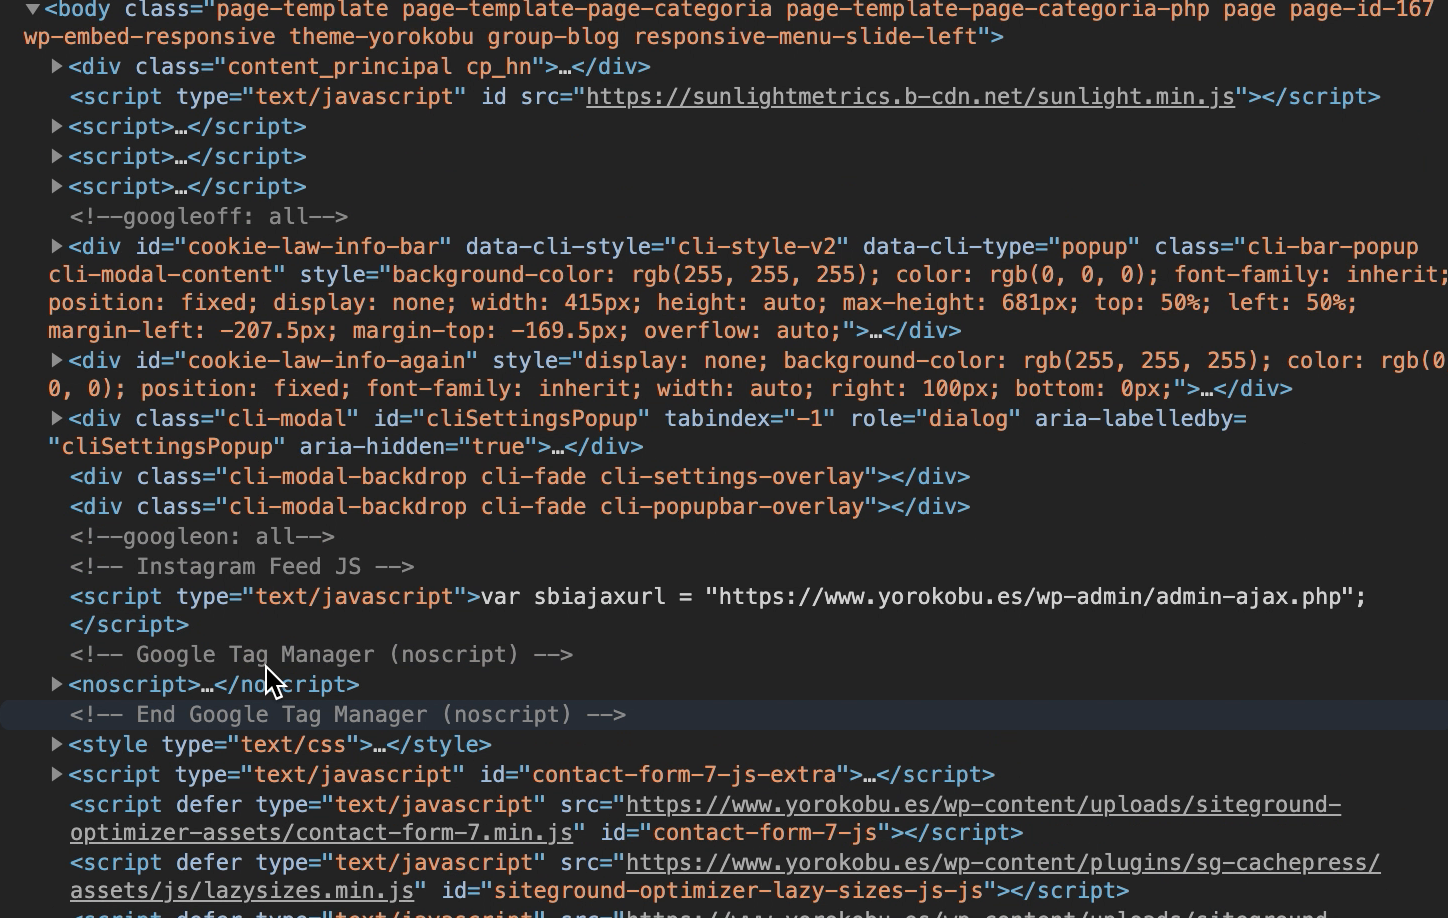 ▼<body class="page-template page-template-page-categoria page-template-page-categoria-php page page-id-167
wp-embed-responsive theme-yorokobu group-blog responsive-menu-slide-left">
▶<div class="content_principal cp_hn">…</div>
<script type="text/javascript" id src="https://sunlightmetrics.b-cdn.net/sunlight.min.js"></script>
▶<script>…</script>
▶<script>…</script>
▶<script>…</script>
<!--googleoff: all-->
▶<div id="cookie-law-info-bar" data-cli-style="cli-style-v2" data-cli-type="popup" class="cli-bar-popup
cli-modal-content" style="background-color: rgb(255, 255, 255); color: rgb(0, 0, 0); font-family: inherit;
position: fixed; display: none; width: 415px; height: auto; max-height: 681px; top: 50%; left: 50%;
margin-left: -207.5px; margin-top: -169.5px; overflow: auto;">…</div>
▶<div id="cookie-law-info-again" style="display: none; background-color: rgb(255, 255, 255); color: rgb(0
0, 0); position: fixed; font-family: inherit; width: auto; right: 100px; bottom: 0px;">…</div>
▶<div class="cli-modal" id="cliSettingsPopup" tabindex="-1" role="dialog" aria-labelledby=
"cliSettingsPopup" aria-hidden="true">…</div>
<div class="cli-modal-backdrop cli-fade cli-settings-overlay"></div>
<div class="cli-modal-backdrop cli-fade cli-popupbar-overlay"></div>
<!--googleon: all-->
<!-- Instagram Feed JS -->
<script type="text/javascript">var sbiajaxurl = "https://www.yorokobu.es/wp-admin/admin-ajax.php";
</script>
<!-- Google Tag Manager (noscript) -->
▶<noscript>…</noscript>
<!-- End Google Tag Manager (noscript) -->
▶<style type="text/css">…</style>
▶<script type="text/javascript" id="contact-form-7-js-extra">…</script>
<script defer type="text/javascript" src="https://www.yorokobu.es/wp-content/uploads/siteground-
optimizer-assets/contact-form-7.min.js" id="contact-form-7-js"></script>
<script defer type="text/javascript" src="https://www.yorokobu.es/wp-content/plugins/sg-cachepress/
assets/js/lazysizes.min.js" id="siteground-optimizer-lazy-sizes-js-js"></script>